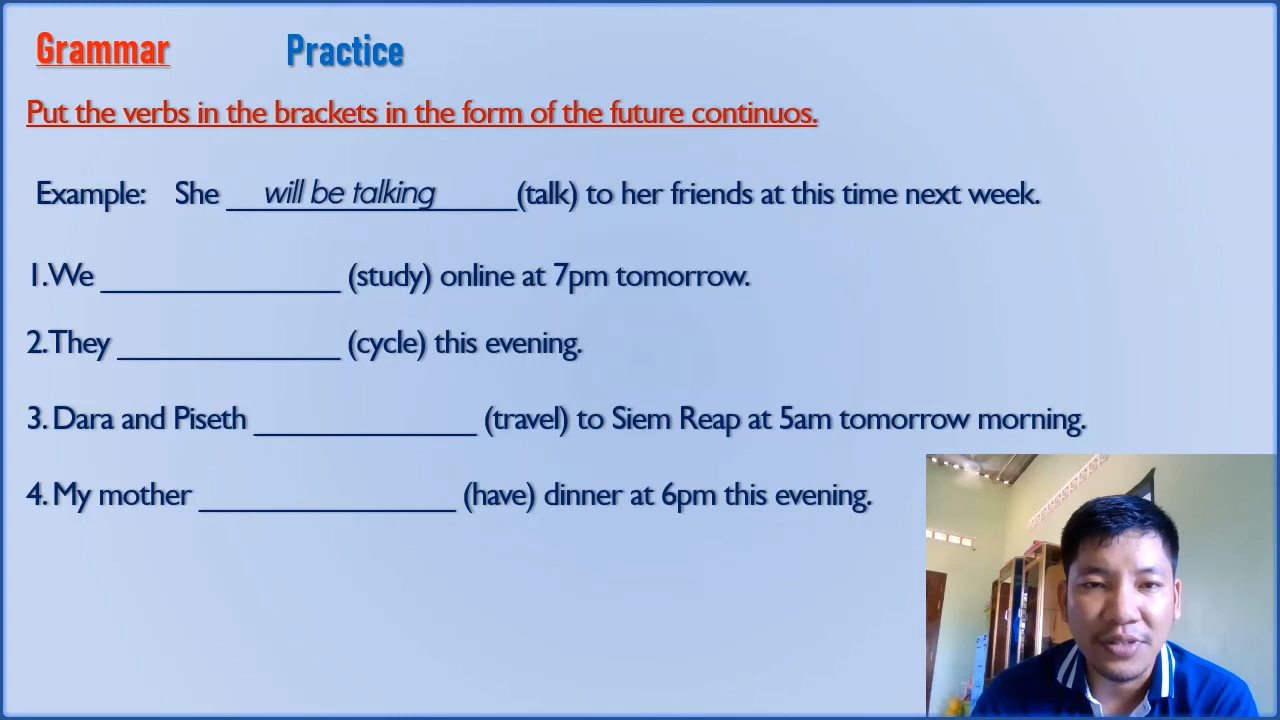 Grammar Practice
Put the verbs in the brackets in the form of the future continuos.
Example: She will be talking (talk) to her friends at this time next week.
1. We ______________ (study) online at 7pm tomorrow.
2. They _____________ (cycle) this evening.
3. Dara and Piseth _____________ (travel) to Siem Reap at 5am tomorrow morning.
4. My mother _______________ (have) dinner at 6pm this evening.